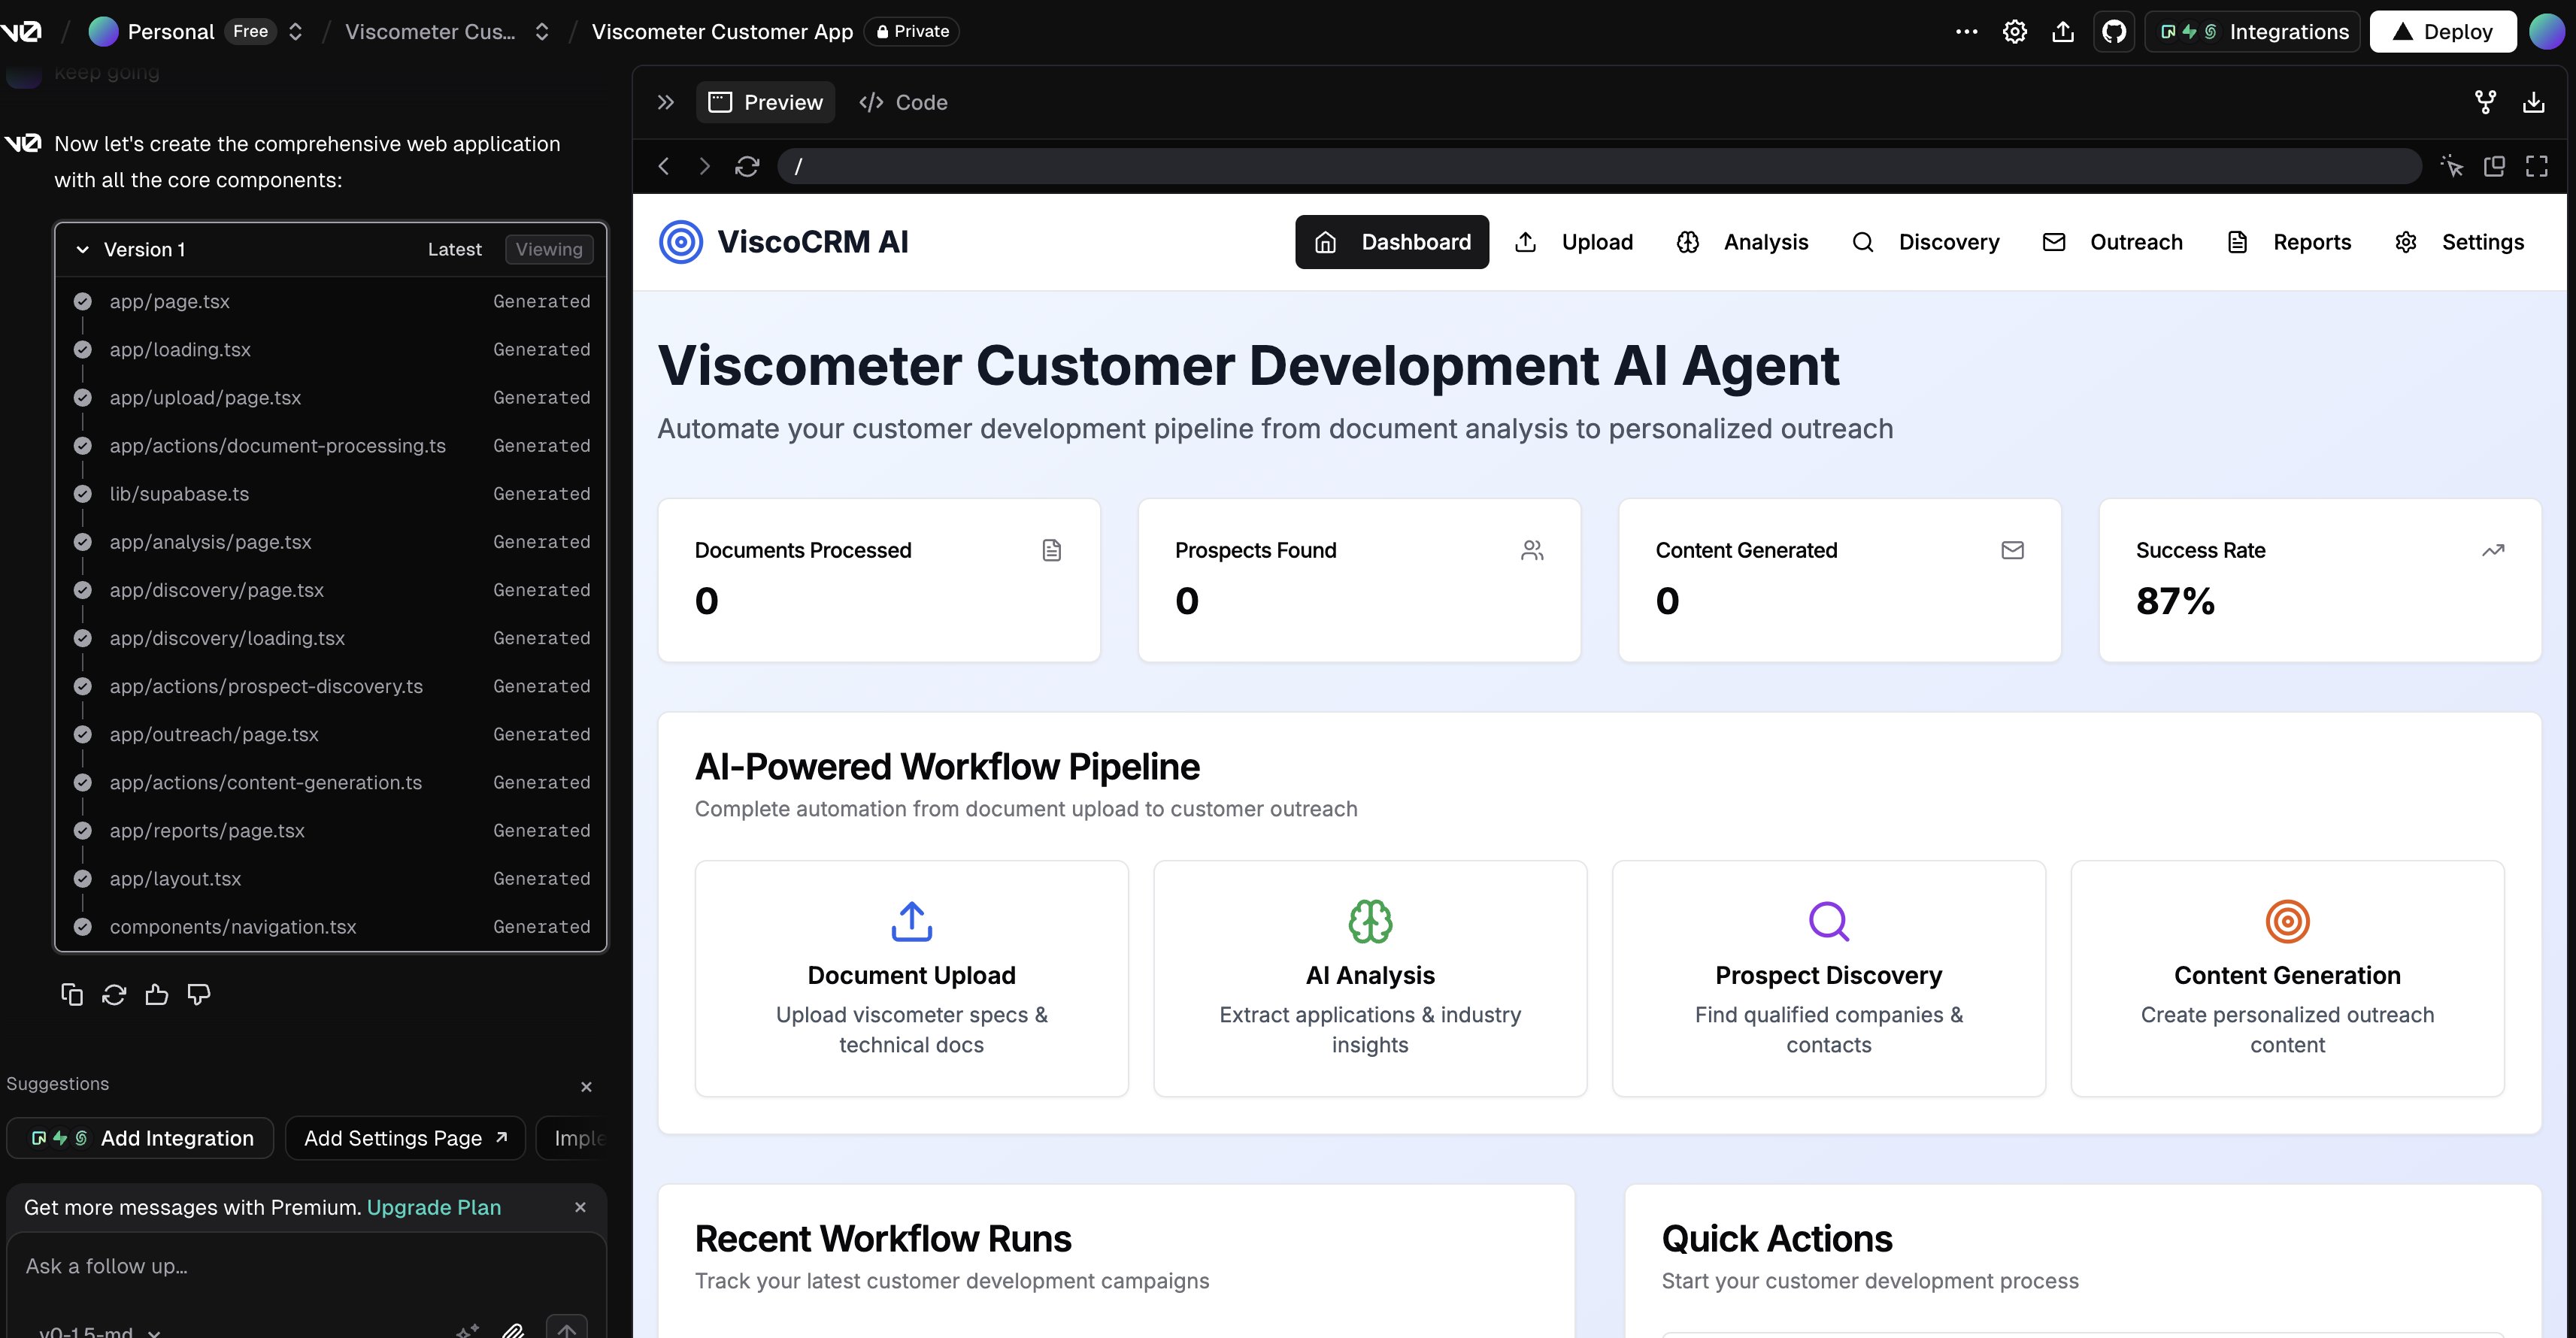 v0 / Personal Free / Viscometer Cus... / Viscometer Customer App Private
Integrations Deploy
keep going
Now let's create the comprehensive web application
with all the core components:
Version 1 Latest Viewing
app/page.tsx Generated
app/loading.tsx Generated
app/upload/page.tsx Generated
app/actions/document-processing.ts Generated
lib/supabase.ts Generated
app/analysis/page.tsx Generated
app/discovery/page.tsx Generated
app/discovery/loading.tsx Generated
app/actions/prospect-discovery.ts Generated
app/outreach/page.tsx Generated
app/actions/content-generation.ts Generated
app/reports/page.tsx Generated
app/layout.tsx Generated
components/navigation.tsx Generated
Suggestions
Add Integration Add Settings Page Imple
Get more messages with Premium. Upgrade Plan
Ask a follow up...
v0-1.5-md
Preview Code
/
ViscoCRM AI Dashboard Upload Analysis Discovery Outreach Reports Settings
Viscometer Customer Development AI Agent
Automate your customer development pipeline from document analysis to personalized outreach
Documents Processed
0
Prospects Found
0
Content Generated
0
Success Rate
87%
AI-Powered Workflow Pipeline
Complete automation from document upload to customer outreach
Document Upload
Upload viscometer specs &
technical docs
AI Analysis
Extract applications & industry
insights
Prospect Discovery
Find qualified companies &
contacts
Content Generation
Create personalized outreach
content
Recent Workflow Runs
Track your latest customer development campaigns
Quick Actions
Start your customer development process